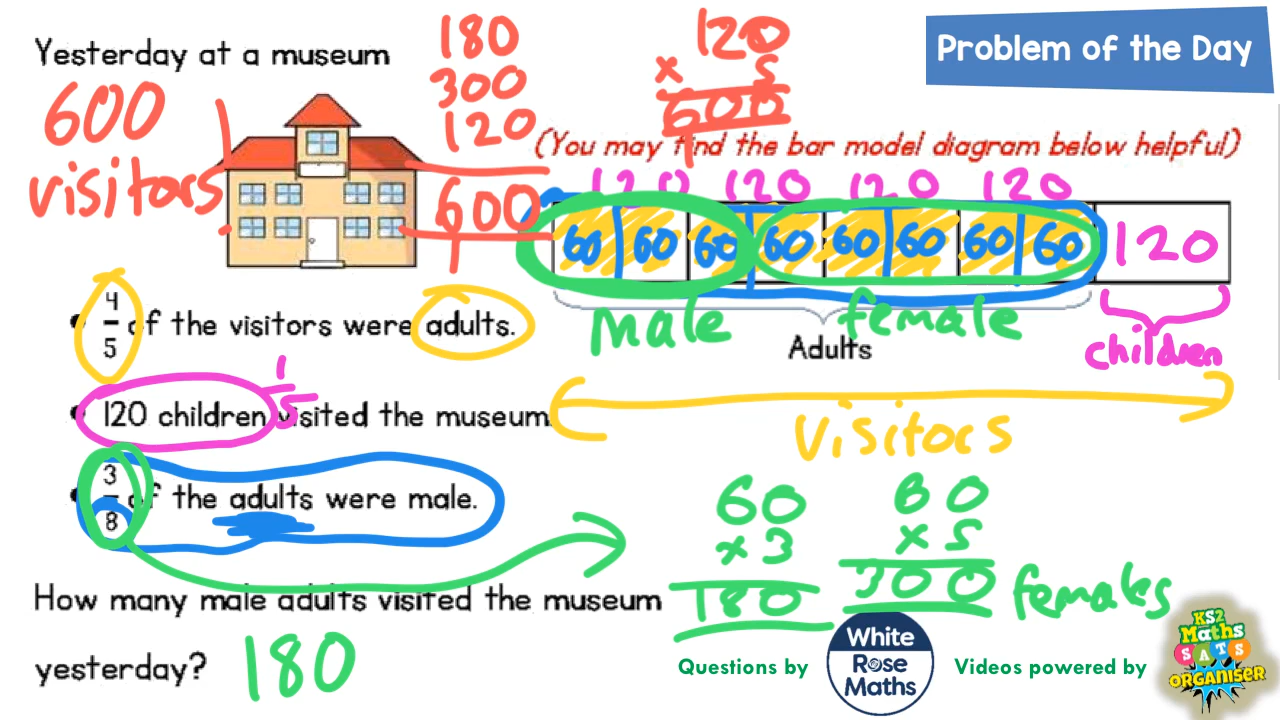 Problem of the Day
Yesterday at a museum
600
visitors
180
300
120
600
120
x 5
600
1
(You may find the bar model diagram below helpful)
120 120 120 120
60 60 60 60 60 60 60 60 120
male female
Adults
children
4
5
of the visitors were adults.
1
5
120 children visited the museum.
Visitors
3
8
of the adults were male.
60
x 3
180
60
x 5
300 females
How many male adults visited the museum
yesterday? 180
Questions by
White
Rose
Maths
Videos powered by
KS2
Maths
SATS
ORGANISER